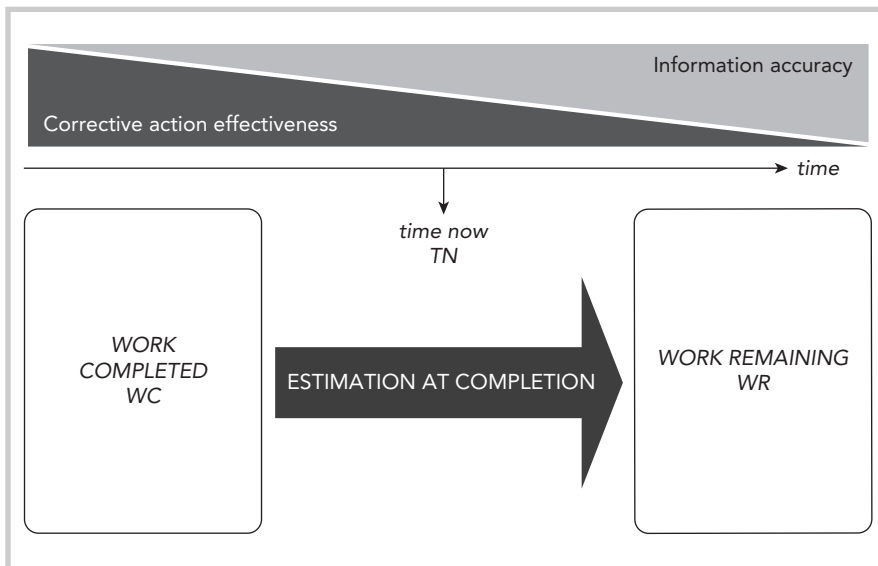 Information accuracy
Corrective action effectiveness
time
time now
TN
WORK
COMPLETED
WC
ESTIMATION AT COMPLETION
WORK REMAINING
WR